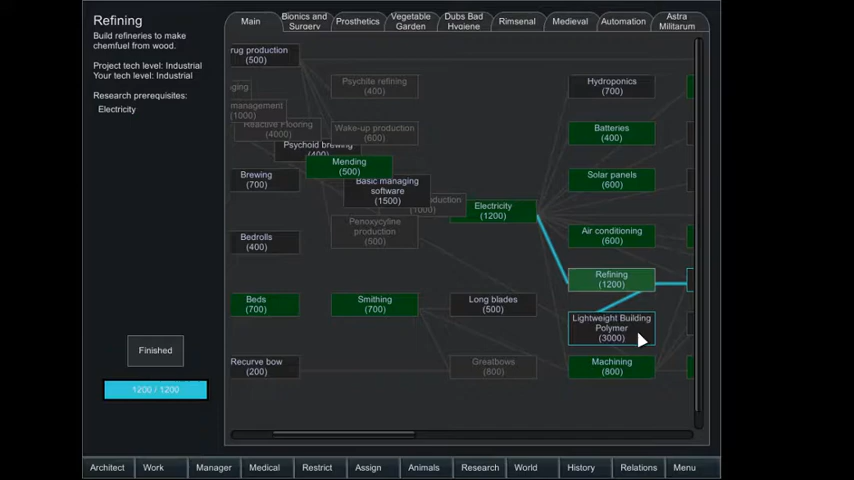 Refining
Build refineries to make
chemfuel from wood.
Project tech level: Industrial
Your tech level: Industrial
Research prerequisites:
Electricity
Finished
1200 / 1200
Main
Bionics and
Surgery
Prosthetics
Vegetable
Garden
Dubs Bad
Hygiene
Rimsenal
Medieval
Automation
Astra
Militarum
rug production
(500)
Psychite refining
(400)
Hydroponics
(700)
management
(1000)
Reactive Flooring
(4000)
Wake-up production
(600)
Batteries
(400)
Psychoid brewing
(400)
Mending
(500)
Brewing
(700)
Basic managing
software
(1500)
Solar panels
(600)
(1000)
Electricity
(1200)
Penoxycyline
production
(500)
Bedrolls
(400)
Air conditioning
(600)
Refining
(1200)
Beds
(700)
Smithing
(700)
Long blades
(500)
Lightweight Building
Polymer
(3000)
Recurve bow
(200)
Greatbows
(800)
Machining
(800)
Architect
Work
Manager
Medical
Restrict
Assign
Animals
Research
World
History
Relations
Menu